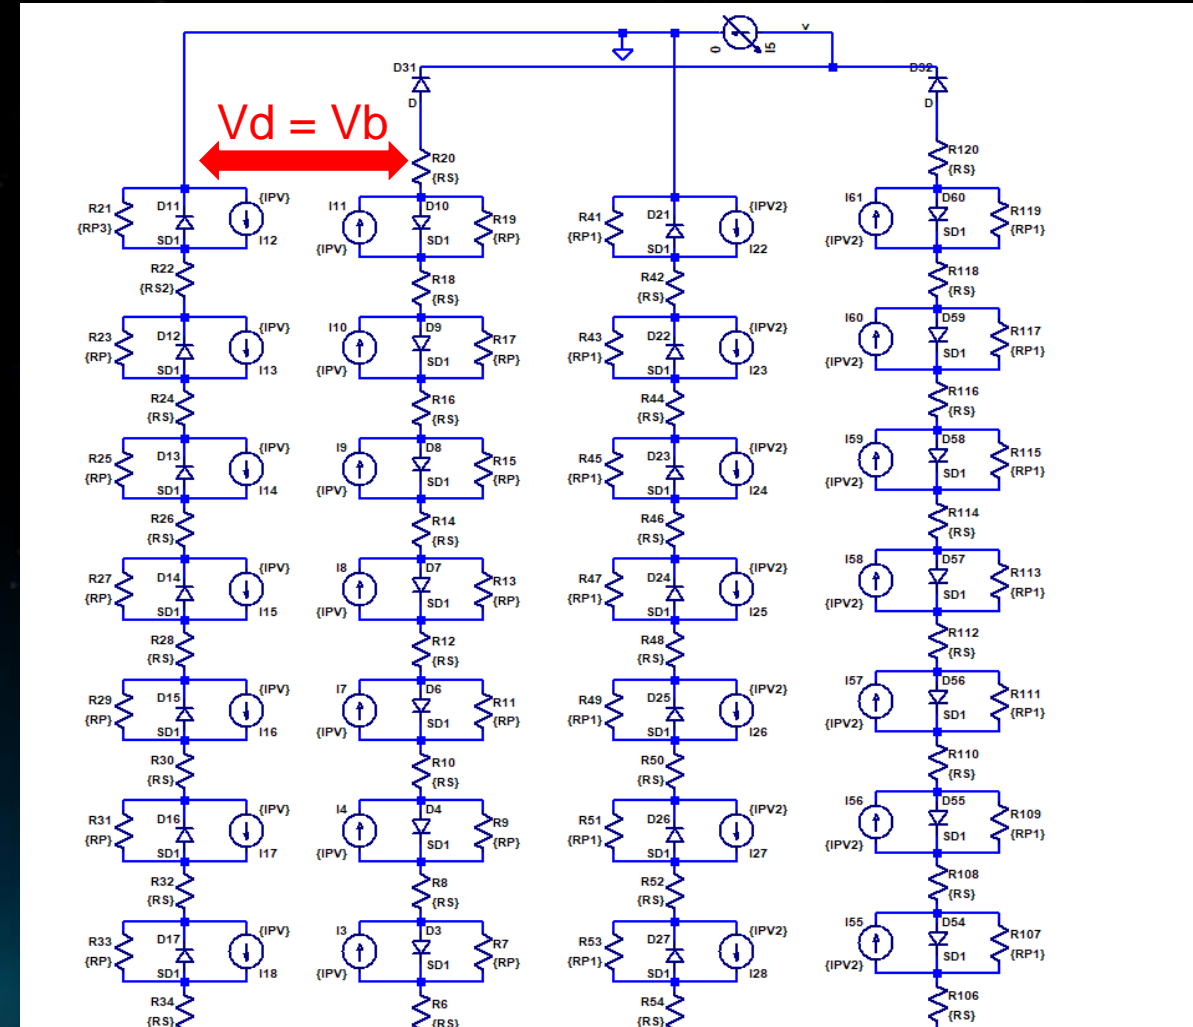 0
I5
v
D31
D
D32
D
Vd = Vb
R20
{RS}
R120
{RS}
R21
{RP3}
D11
SD1
{IPV}
I12
I11
{IPV}
D10
SD1
R19
{RP}
R41
{RP1}
D21
SD1
{IPV2}
I22
I61
{IPV2}
D60
SD1
R119
{RP1}
R22
{RS2}
R18
{RS}
R42
{RS}
R118
{RS}
R23
{RP}
D12
SD1
{IPV}
I13
I10
{IPV}
D9
SD1
R17
{RP}
R43
{RP1}
D22
SD1
{IPV2}
I23
I60
{IPV2}
D59
SD1
R117
{RP1}
R24
{RS}
R16
{RS}
R44
{RS}
R116
{RS}
R25
{RP}
D13
SD1
{IPV}
I14
I9
{IPV}
D8
SD1
R15
{RP}
R45
{RP1}
D23
SD1
{IPV2}
I24
I59
{IPV2}
D58
SD1
R115
{RP1}
R26
{RS}
R14
{RS}
R46
{RS}
R114
{RS}
R27
{RP}
D14
SD1
{IPV}
I15
I8
{IPV}
D7
SD1
R13
{RP}
R47
{RP1}
D24
SD1
{IPV2}
I25
I58
{IPV2}
D57
SD1
R113
{RP1}
R28
{RS}
R12
{RS}
R48
{RS}
R112
{RS}
R29
{RP}
D15
SD1
{IPV}
I16
I7
{IPV}
D6
SD1
R11
{RP}
R49
{RP1}
D25
SD1
{IPV2}
I26
I57
{IPV2}
D56
SD1
R111
{RP1}
R30
{RS}
R10
{RS}
R50
{RS}
R110
{RS}
R31
{RP}
D16
SD1
{IPV}
I17
I4
{IPV}
D4
SD1
R9
{RP}
R51
{RP1}
D26
SD1
{IPV2}
I27
I56
{IPV2}
D55
SD1
R109
{RP1}
R32
{RS}
R8
{RS}
R52
{RS}
R108
{RS}
R33
{RP}
D17
SD1
{IPV}
I18
I3
{IPV}
D3
SD1
R7
{RP}
R53
{RP1}
D27
SD1
{IPV2}
I28
I55
{IPV2}
D54
SD1
R107
{RP1}
R34
{RS}
R6
{RS}
R54
{RS}
R106
{RS}